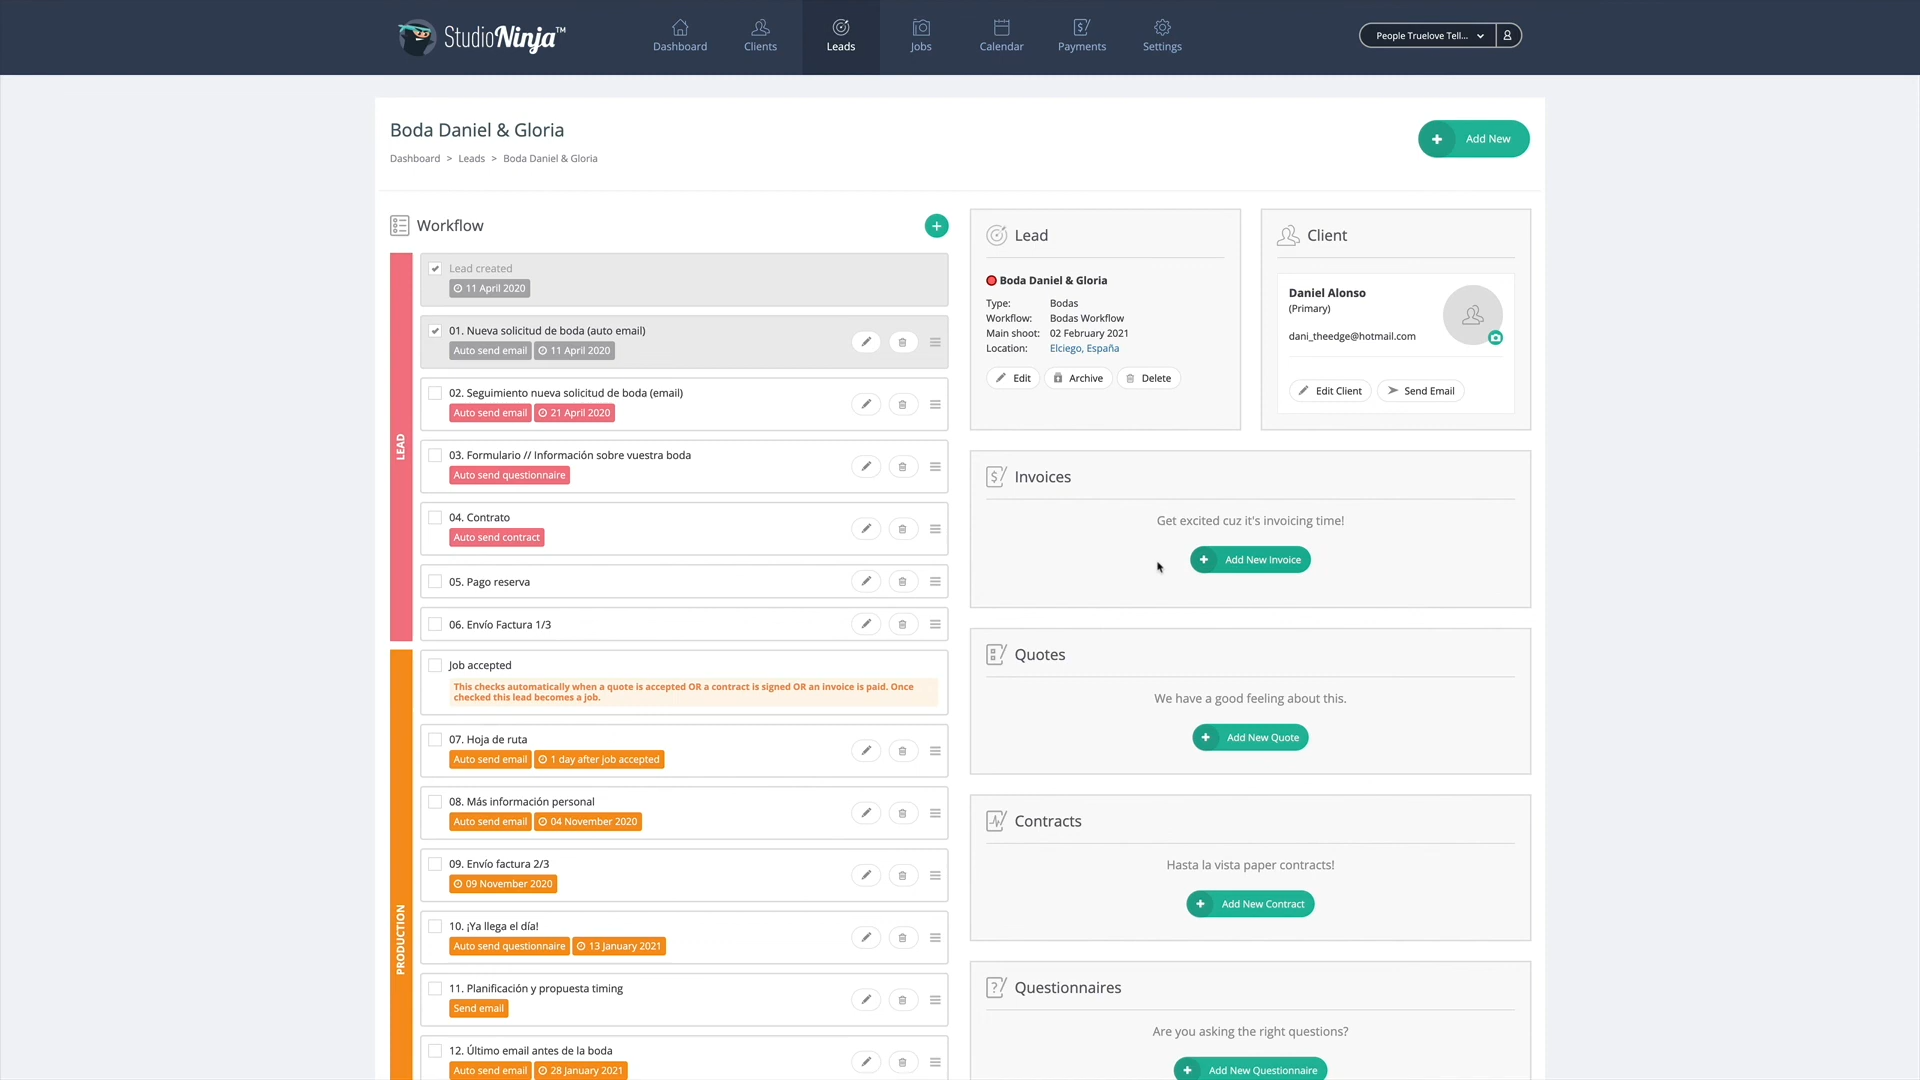 StudioNinja™
Dashboard
Clients
Leads
Jobs
Calendar
Payments
Settings
People Truelove Tell...
Boda Daniel & Gloria
Dashboard > Leads > Boda Daniel & Gloria
Add New
Workflow
LEAD
Lead created
11 April 2020
01. Nueva solicitud de boda (auto email)
Auto send email 11 April 2020
02. Seguimiento nueva solicitud de boda (email)
Auto send email 21 April 2020
03. Formulario // Información sobre vuestra boda
Auto send questionnaire
04. Contrato
Auto send contract
05. Pago reserva
06. Envío Factura 1/3
PRODUCTION
Job accepted
This checks automatically when a quote is accepted OR a contract is signed OR an invoice is paid. Once
checked this lead becomes a job.
07. Hoja de ruta
Auto send email 1 day after job accepted
08. Más información personal
Auto send email 04 November 2020
09. Envío factura 2/3
09 November 2020
10. ¡Ya llega el día!
Auto send questionnaire 13 January 2021
11. Planificación y propuesta timing
Send email
12. Último email antes de la boda
Auto send email 28 January 2021
Lead
Boda Daniel & Gloria
Type: Bodas
Workflow: Bodas Workflow
Main shoot: 02 February 2021
Location: Elciego, España
Edit Archive Delete
Client
Daniel Alonso
(Primary)
dani_theedge@hotmail.com
Edit Client Send Email
Invoices
Get excited cuz it's invoicing time!
Add New Invoice
Quotes
We have a good feeling about this.
Add New Quote
Contracts
Hasta la vista paper contracts!
Add New Contract
Questionnaires
Are you asking the right questions?
Add New Questionnaire